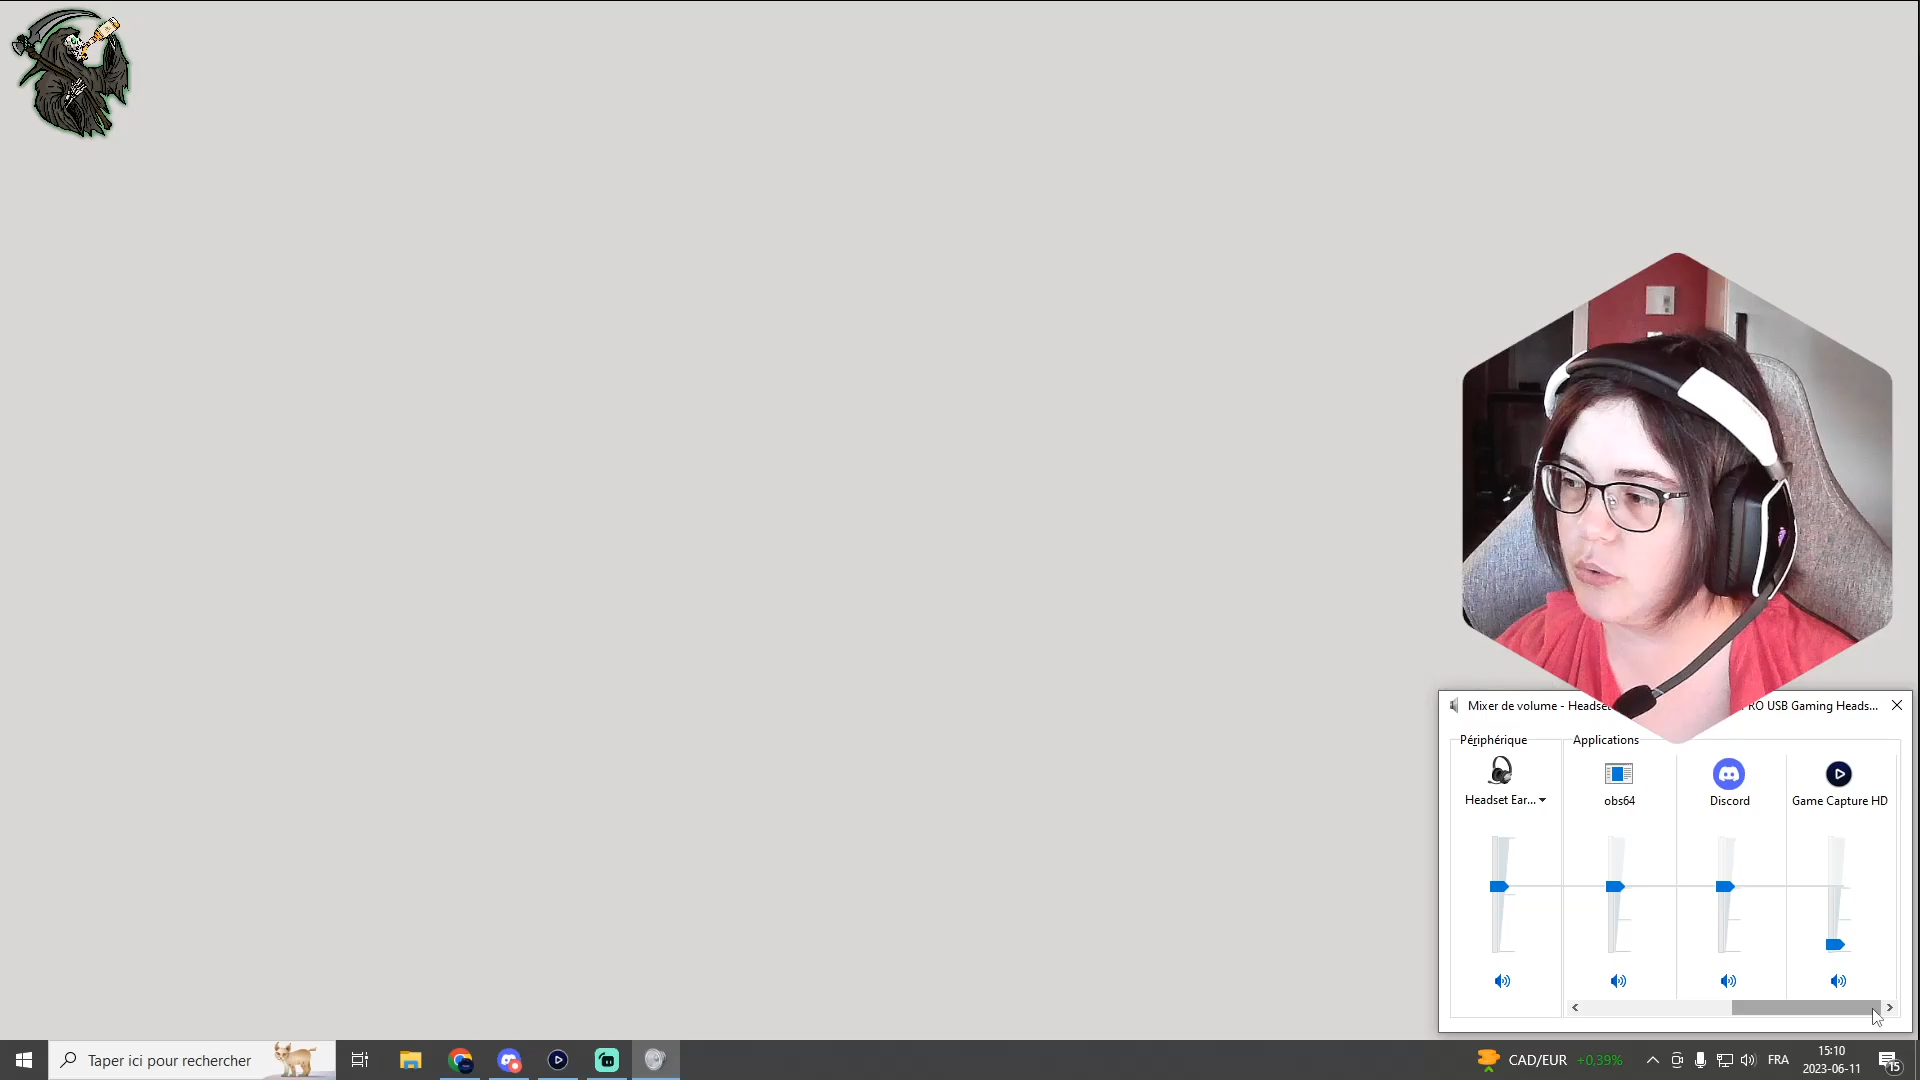 Mixer de volume - Headset
RO USB Gaming Heads...
Périphérique
Applications
Headset Ear...
obs64
Discord
Game Capture HD
Taper ici pour rechercher
CAD/EUR +0,39%
FRA
15:10
2023-06-11
15